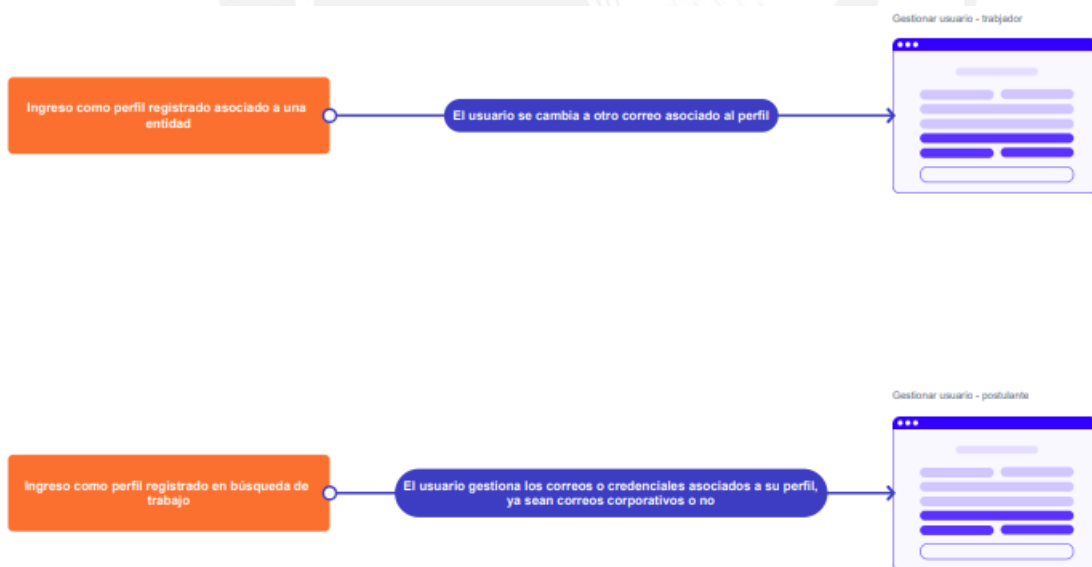 Gestionar usuario - trabjador
Ingreso como perfil registrado asociado a una
entidad
El usuario se cambia a otro correo asociado al perfil
Gestionar usuario - postulante
Ingreso como perfil registrado en búsqueda de
trabajo
El usuario gestiona los correos o credenciales asociados a su perfil,
ya sean correos corporativos o no